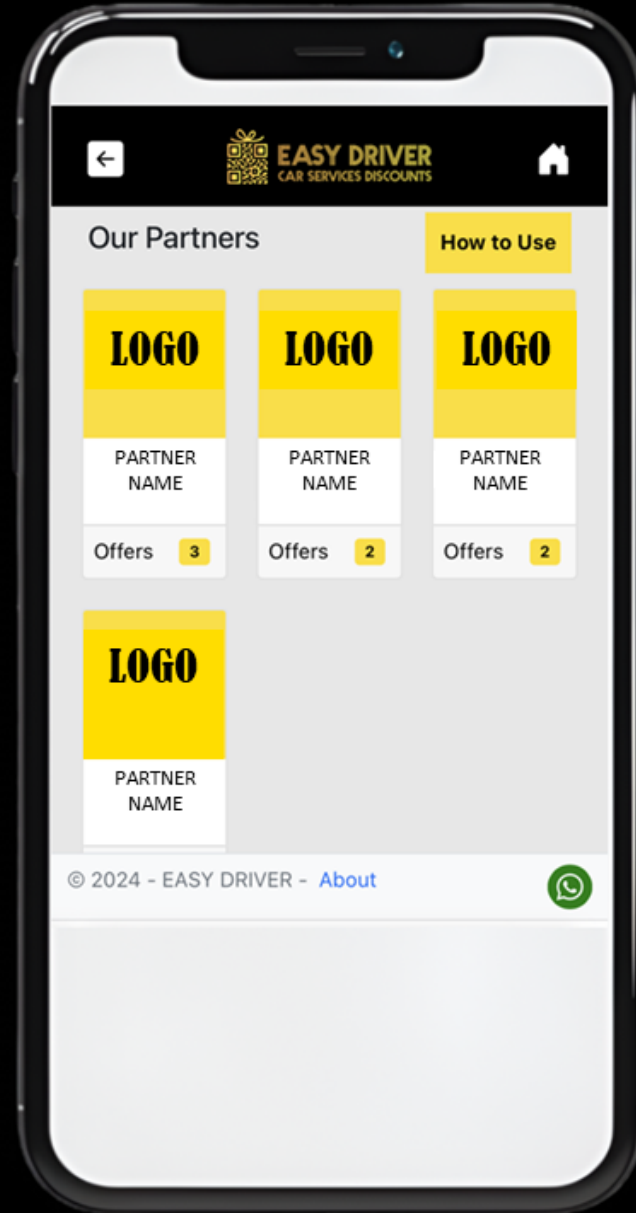 EASY DRIVER
CAR SERVICES DISCOUNTS
Our Partners
How to Use
LOGO
LOGO
LOGO
PARTNER
NAME
PARTNER
NAME
PARTNER
NAME
Offers 3
Offers 2
Offers 2
LOGO
PARTNER
NAME
© 2024 - EASY DRIVER - About